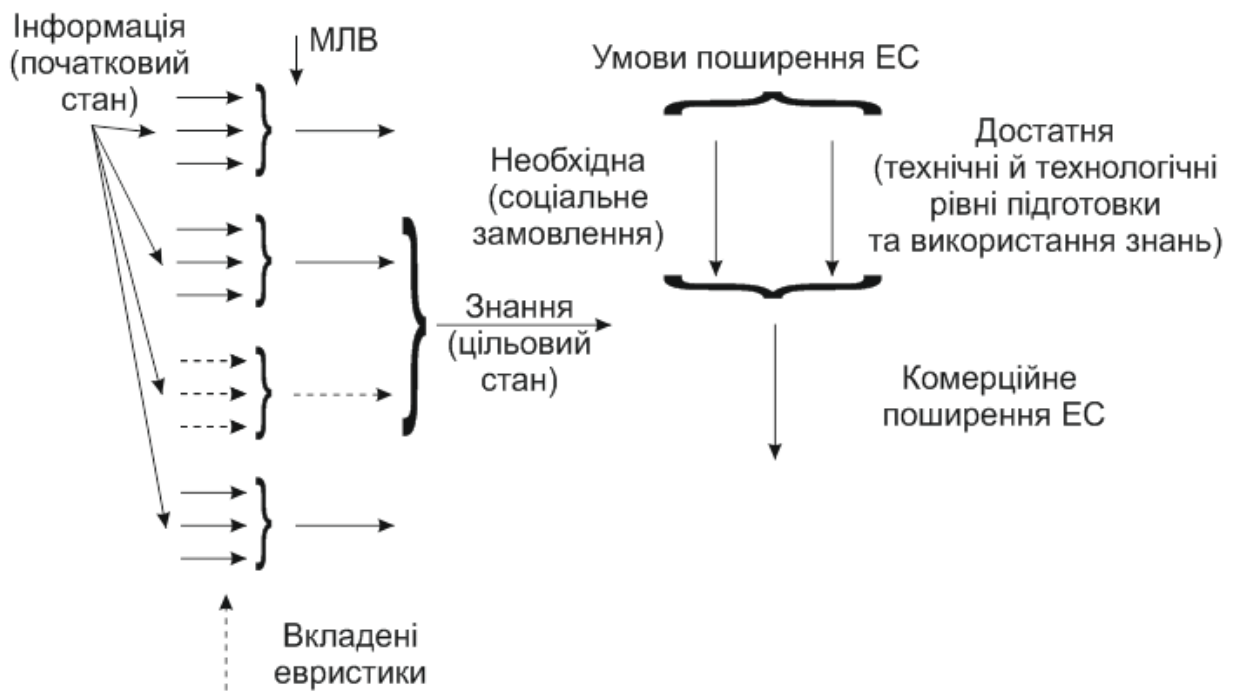 Інформація
(початковий
стан)
МЛВ
Умови поширення ЕС
Необхідна
(соціальне
замовлення)
Достатня
(технічні й технологічні
рівні підготовки
та використання знань)
Знання
(цільовий
стан)
Комерційне
поширення ЕС
Вкладені
евристики